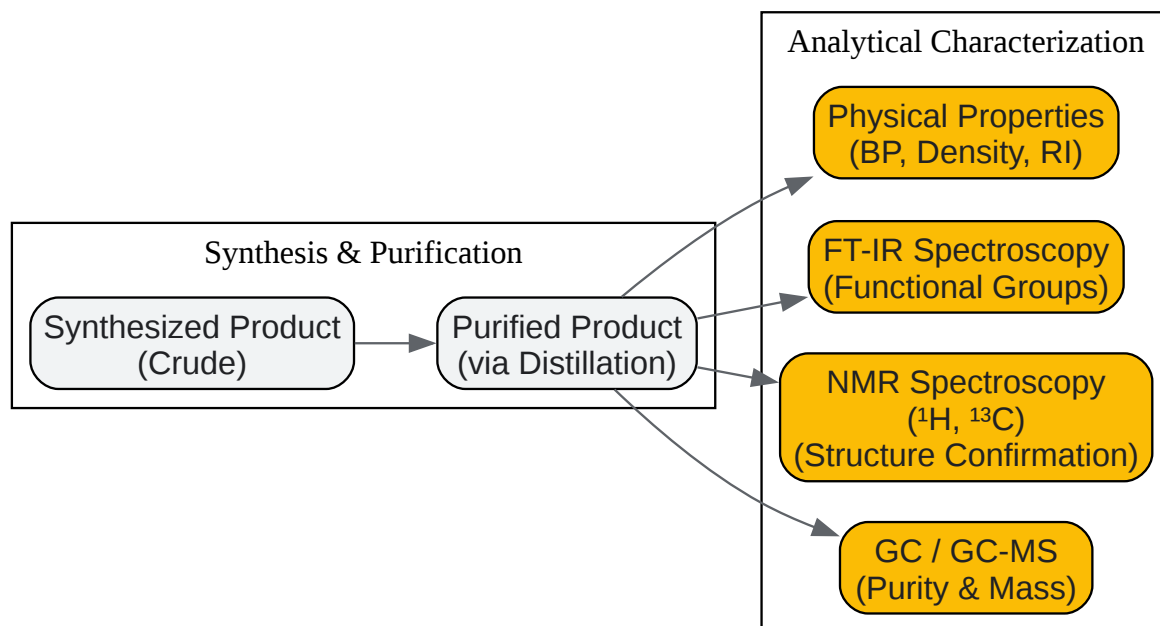 Synthesis & Purification
Synthesized Product
(Crude)
Purified Product
(via Distillation)
Analytical Characterization
Physical Properties
(BP, Density, RI)
FT-IR Spectroscopy
(Functional Groups)
NMR Spectroscopy
(¹H, ¹³C)
(Structure Confirmation)
GC / GC-MS
(Purity & Mass)